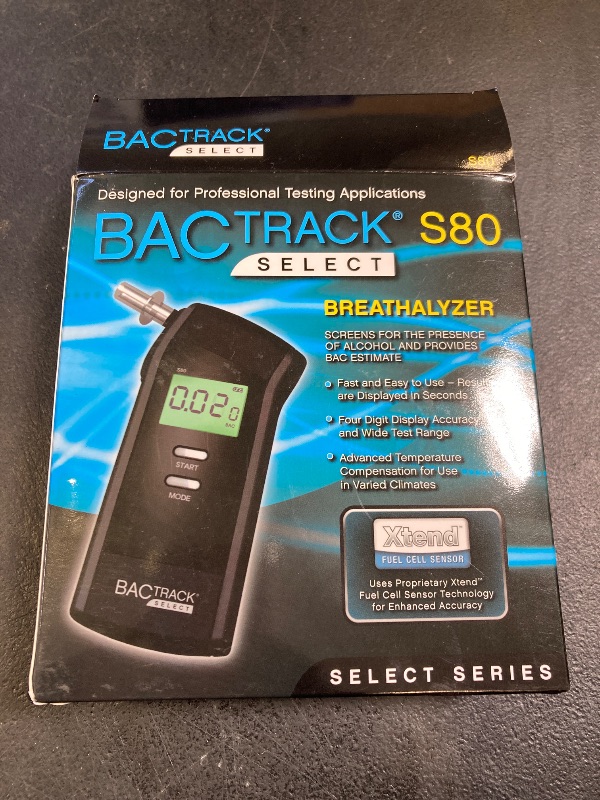 BACTRACK®
SELECT
S80
Designed for Professional Testing Applications
BACTRACK® S80
SELECT
BREATHALYZER
SCREENS FOR THE PRESENCE
OF ALCOHOL AND PROVIDES
BAC ESTIMATE
Fast and Easy to Use – Results
are Displayed in Seconds
Four Digit Display Accuracy
and Wide Test Range
Advanced Temperature
Compensation for Use
in Varied Climates
S80
0.020
BAC
START
MODE
BACTRACK®
SELECT
Xtend™
FUEL CELL SENSOR
Uses Proprietary Xtend™
Fuel Cell Sensor Technology
for Enhanced Accuracy
SELECT SERIES